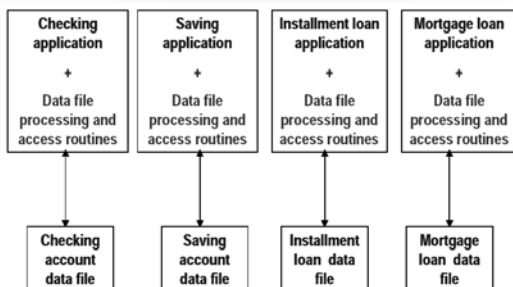 Checking
application
+
Data file
processing and
access routines
Saving
application
+
Data file
processing and
access routines
Installment loan
application
+
Data file
processing and
access routines
Mortgage loan
application
+
Data file
processing and
access routines
Checking
account
data file
Saving
account
data file
Installment
loan data
file
Mortgage
loan data
file